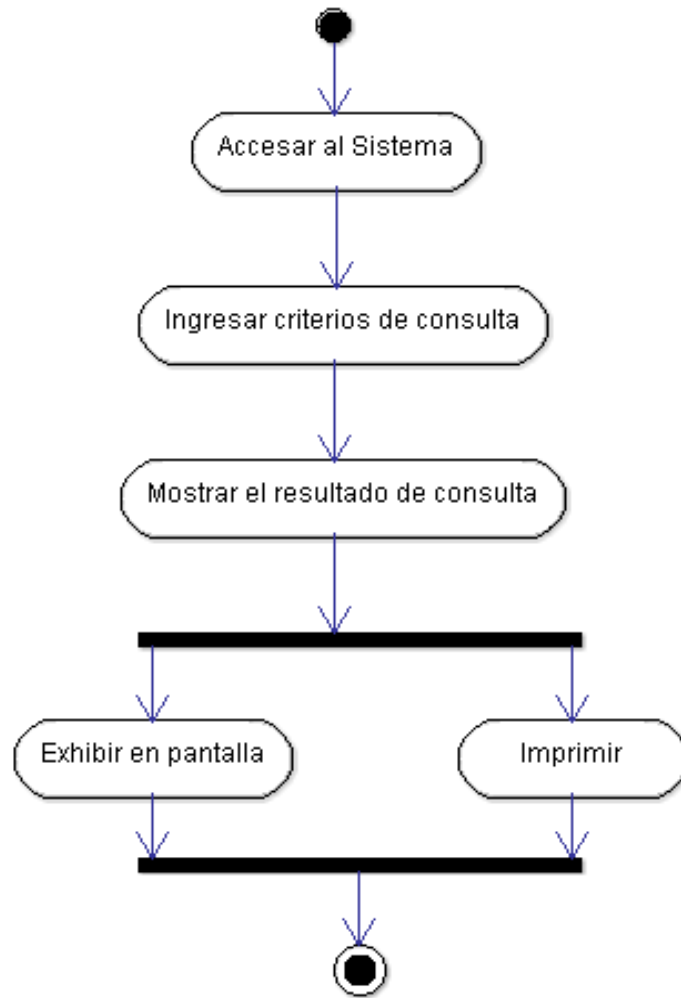 Accesar al Sistema
Ingresar criterios de consulta
Mostrar el resultado de consulta
Exhibir en pantalla
Imprimir